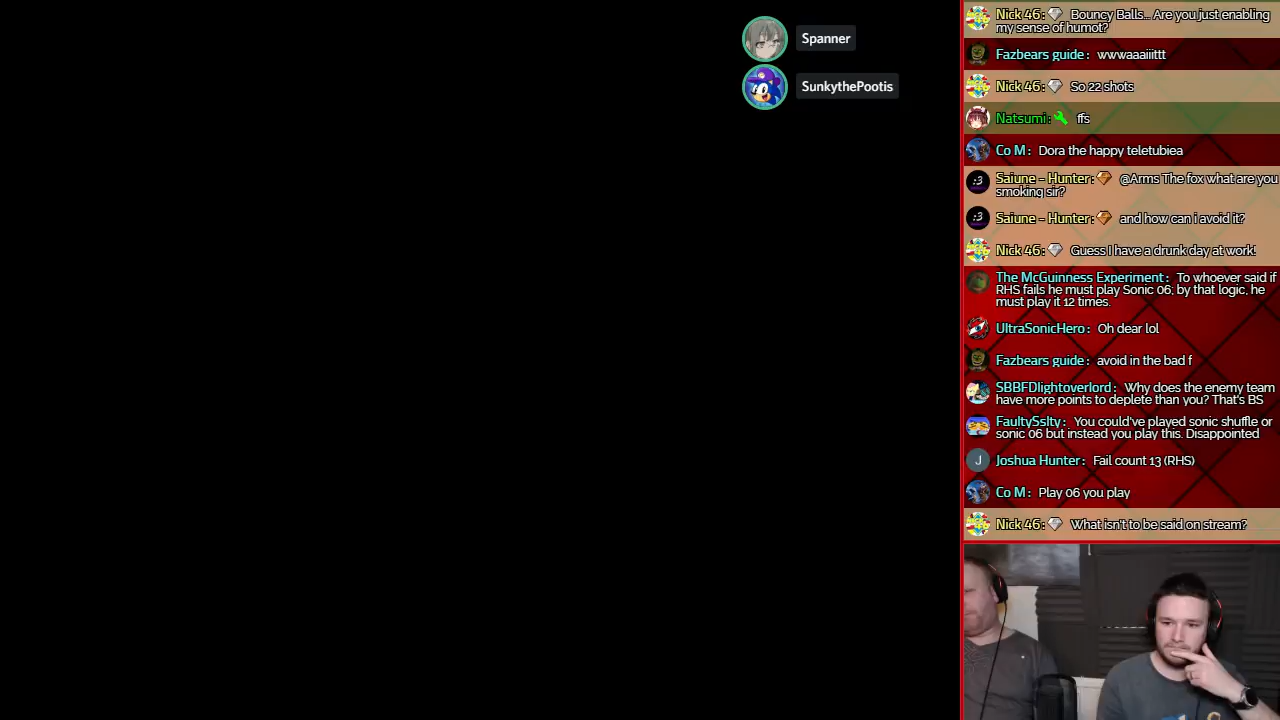 Spanner
SunkythePootis
Nick 46: Bouncy Balls... Are you just enabling
my sense of humot?
Fazbears guide: wwwaaaiiittt
Nick 46: So 22 shots
Natsumi: ffs
Co M: Dora the happy teletubiea
:3
Saiune - Hunter: @Arms The fox what are you
smoking sir?
:3
Saiune - Hunter: and how can i avoid it?
Nick 46: Guess I have a drunk day at work!
The McGuinness Experiment: To whoever said if
RHS fails he must play Sonic 06; by that logic, he
must play it 12 times.
UltraSonicHero: Oh dear lol
Fazbears guide: avoid in the bad f
SBBFDlightoverlord: Why does the enemy team
have more points to deplete than you? That's BS
FaultySslty: You could've played sonic shuffle or
sonic 06 but instead you play this. Disappointed
J
Joshua Hunter: Fail count 13 (RHS)
Co M: Play 06 you play
Nick 46: What isn't to be said on stream?